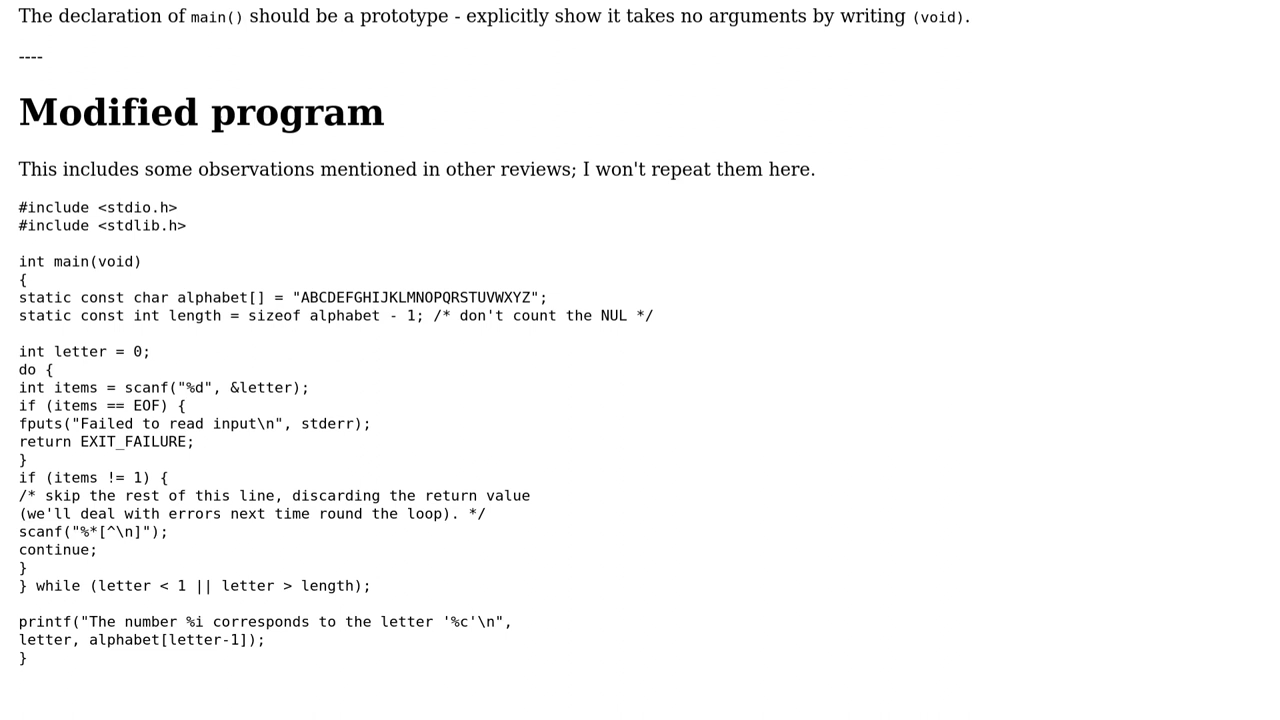 The declaration of main() should be a prototype - explicitly show it takes no arguments by writing (void).
----
Modified program
This includes some observations mentioned in other reviews; I won't repeat them here.
#include <stdio.h>
#include <stdlib.h>
int main(void)
{
static const char alphabet[] = "ABCDEFGHIJKLMNOPQRSTUVWXYZ";
static const int length = sizeof alphabet - 1; /* don't count the NUL */
int letter = 0;
do {
int items = scanf("%d", &letter);
if (items == EOF) {
fputs("Failed to read input\n", stderr);
return EXIT_FAILURE;
}
if (items != 1) {
/* skip the rest of this line, discarding the return value
(we'll deal with errors next time round the loop). */
scanf("%*[^\n]");
continue;
}
} while (letter < 1 || letter > length);
printf("The number %i corresponds to the letter '%c'\n",
letter, alphabet[letter-1]);
}